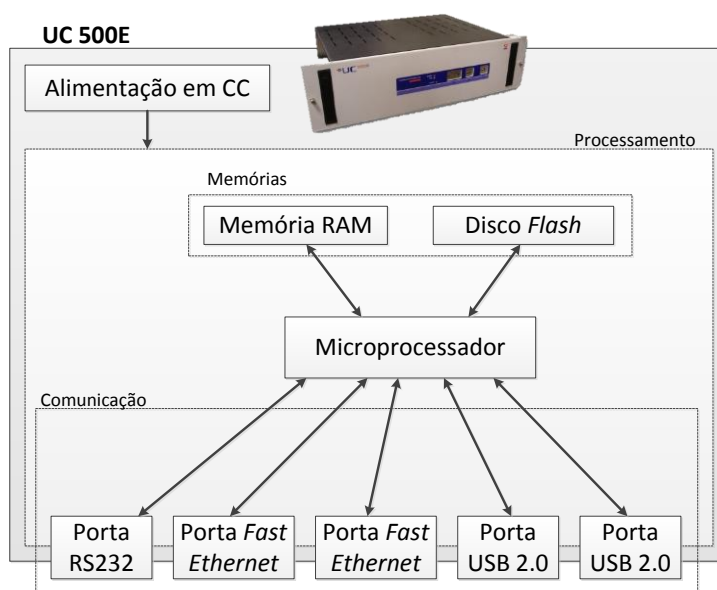 UC 500E
Alimentação em CC
Processamento
Memórias
Memória RAM
Disco Flash
Microprocessador
Comunicação
Porta
RS232
Porta Fast
Ethernet
Porta Fast
Ethernet
Porta
USB 2.0
Porta
USB 2.0